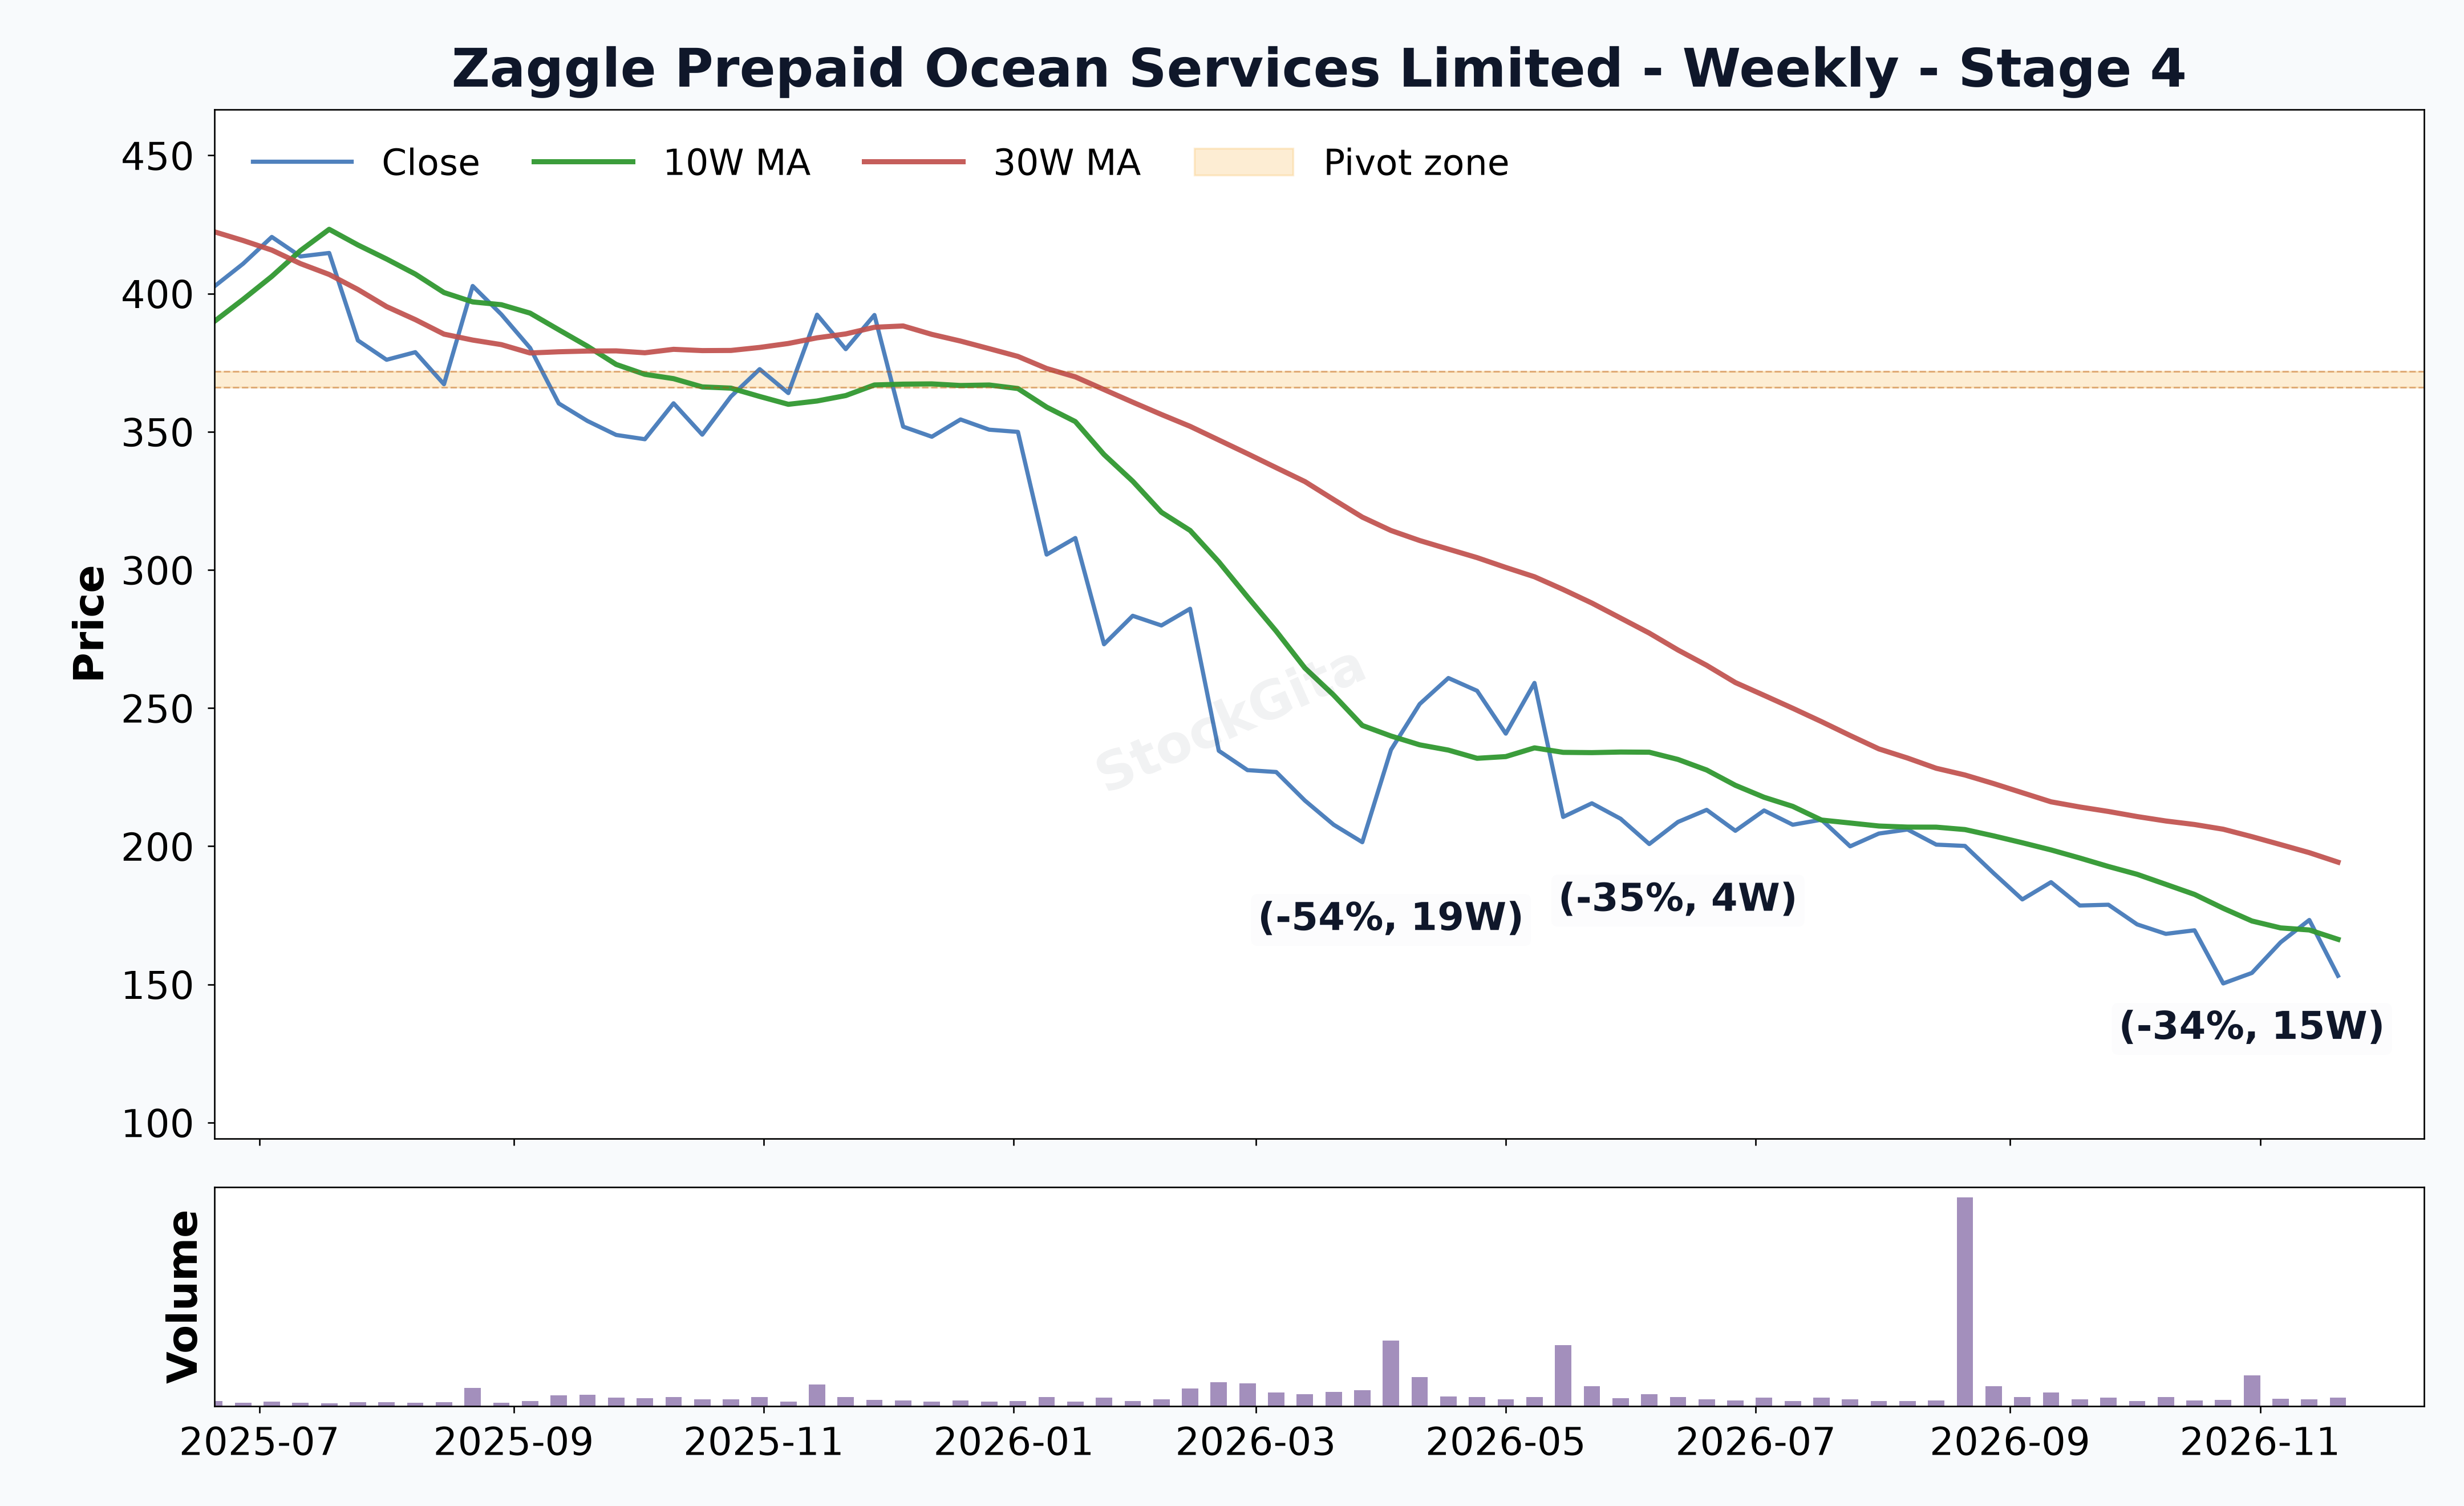 Zaggle Prepaid Ocean Services Limited - Weekly - Stage 4
Close 10W MA 30W MA Pivot zone
Price
450
400
350
300
250
200
150
100
StockGita
(-54%, 19W)
(-35%, 4W)
(-34%, 15W)
Volume
2025-07 2025-09 2025-11 2026-01 2026-03 2026-05 2026-07 2026-09 2026-11